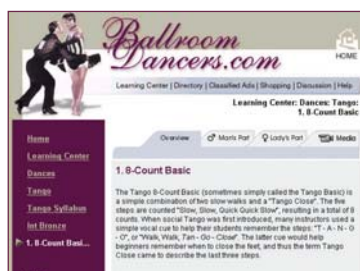 Ballroom
Dancers.com
HOME
Learning Center | Directory | Classified Ads | Shopping | Discussion | Help
Learning Center: Dances: Tango:
1. 8-Count Basic
Overview Man's Part Lady's Part Media
Home
Learning Center
Dances
Tango
Tango Syllabus
Int Bronze
1. 8-Count Basi...
1. 8-Count Basic
The Tango 8-Count Basic (sometimes simply called the Tango Basic) is
a simple combination of two slow walks and a "Tango Close". The five
steps are counted "Slow, Slow, Quick Quick Slow", resulting in a total of 8
counts. When social Tango was first introduced, many instructors used a
simple vocal cue to help their students remember the steps: "T - A - N - G
- O", or "Walk, Walk, Tan - Go - Close". The latter cue would help
beginners remember when to close the feet, and thus the term Tango
Close came to describe the last three steps.